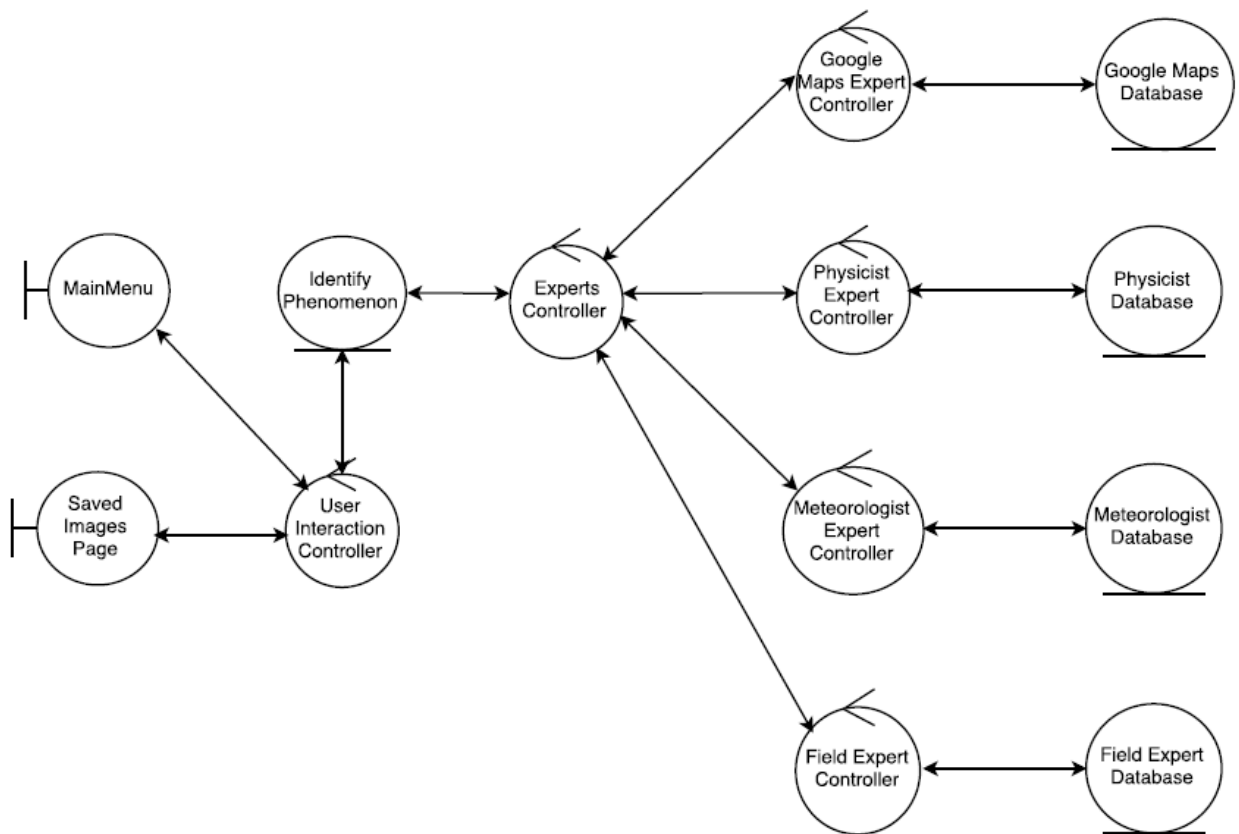 Google
Maps Expert
Controller
Google Maps
Database
MainMenu
Identify
Phenomenon
Experts
Controller
Physicist
Expert
Controller
Physicist
Database
Saved
Images
Page
User
Interaction
Controller
Meteorologist
Expert
Controller
Meteorologist
Database
Field Expert
Controller
Field Expert
Database